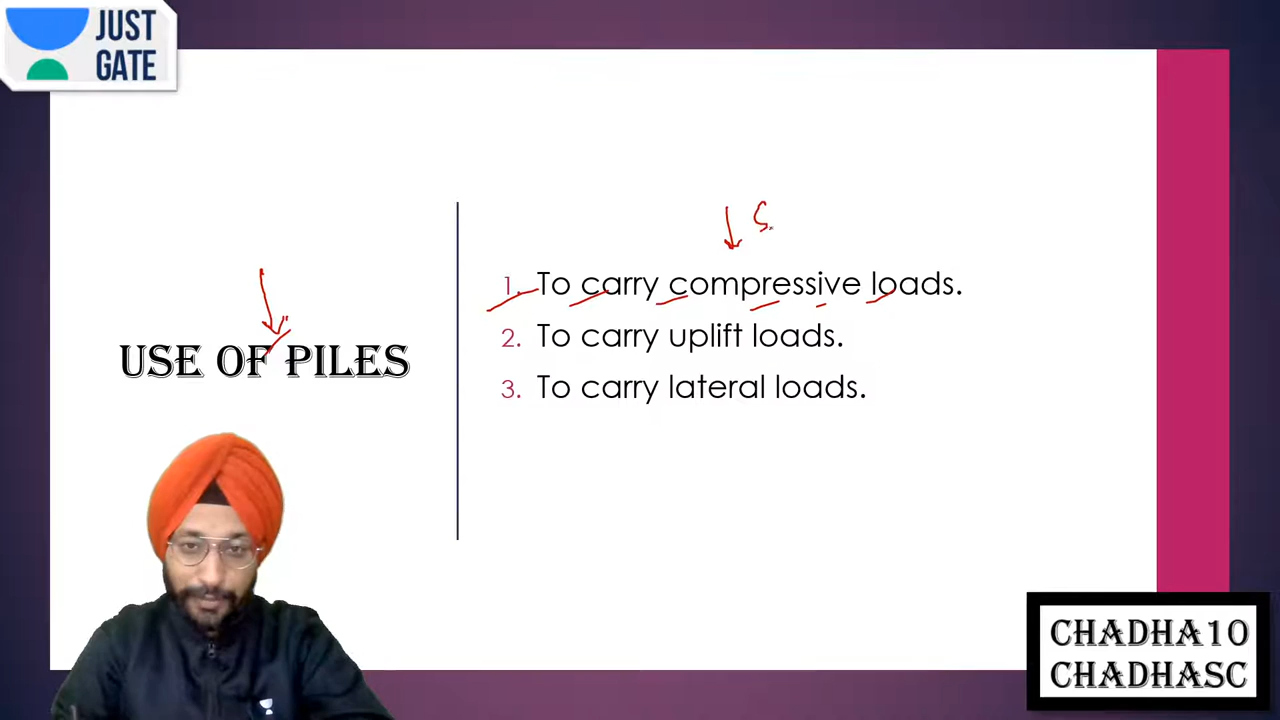 JUST
GATE
USE OF PILES
1. To carry compressive loads.
2. To carry uplift loads.
3. To carry lateral loads.
CHADHA10
CHADHASC